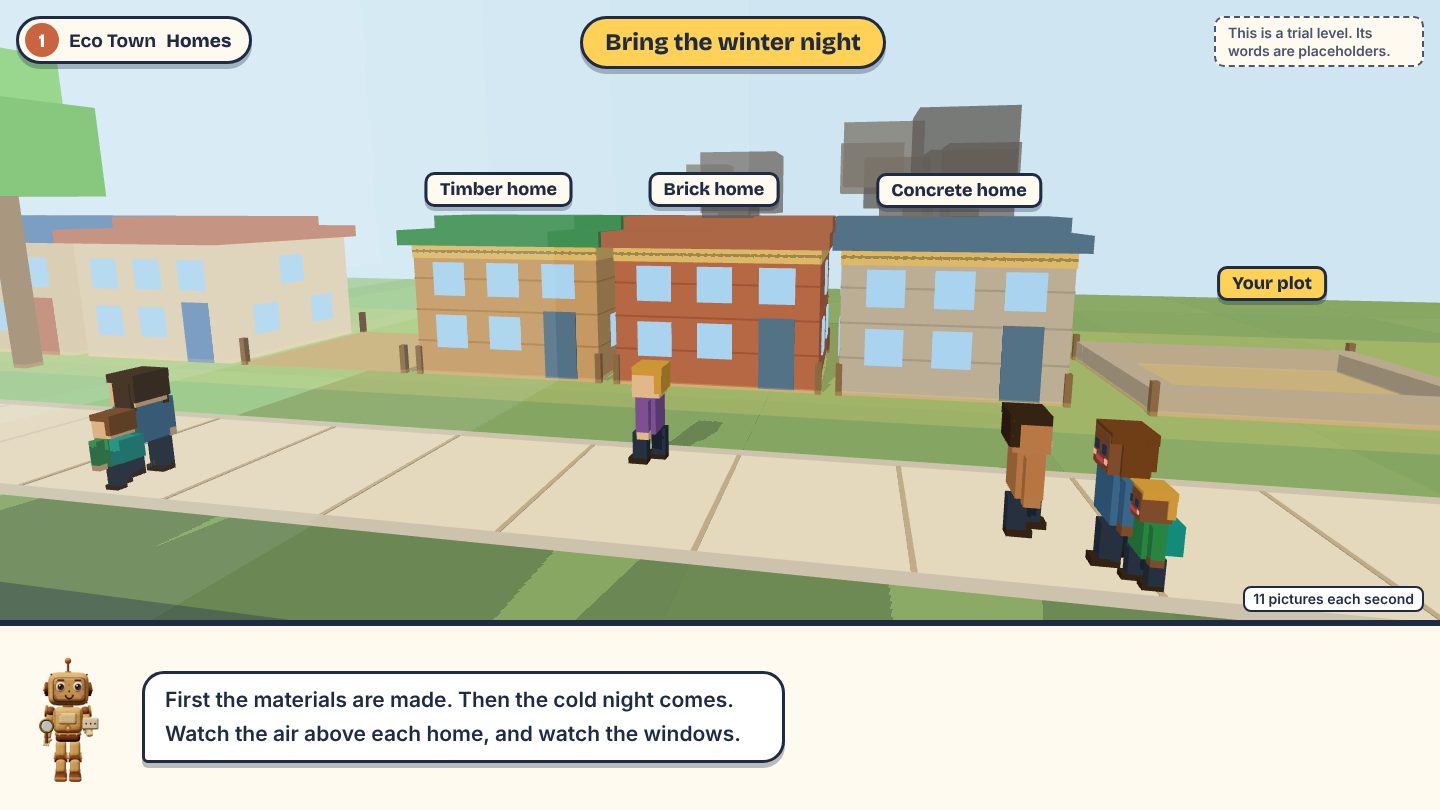 1 Eco Town Homes
Bring the winter night
This is a trial level. Its
words are placeholders.
Timber home
Brick home
Concrete home
Your plot
11 pictures each second
First the materials are made. Then the cold night comes.
Watch the air above each home, and watch the windows.